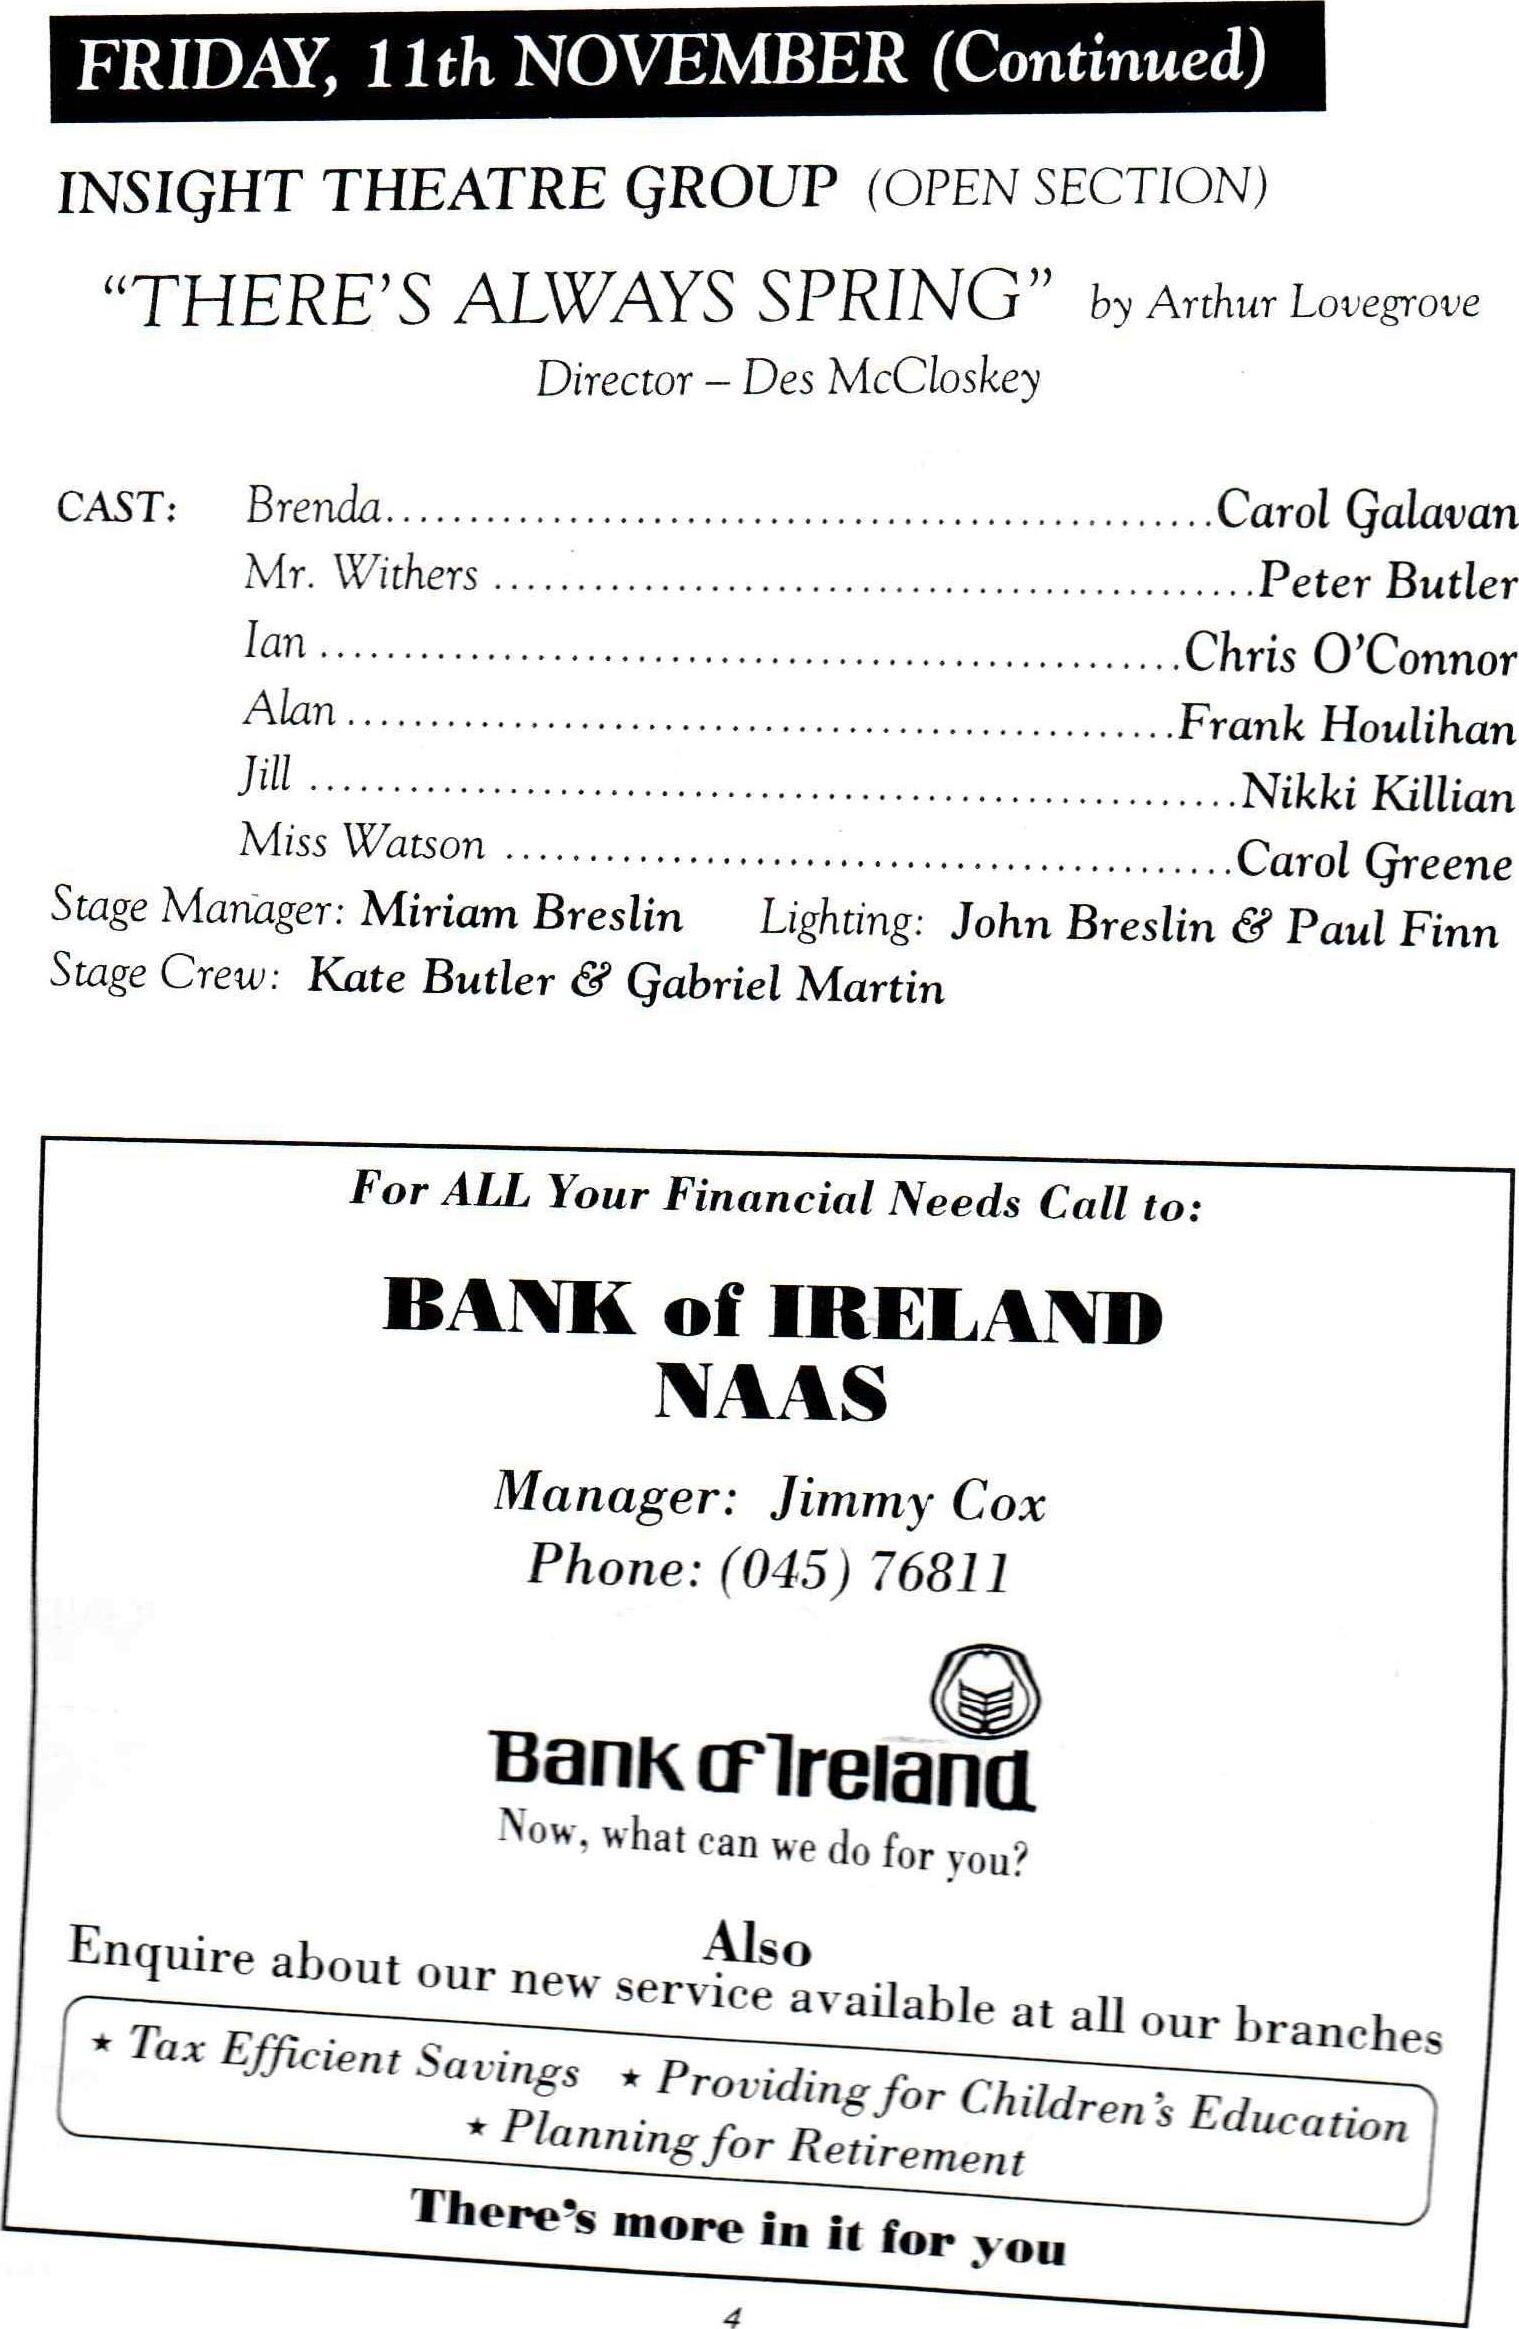 FRIDAY, 11th NOVEMBER (Continued)
INSIGHT THEATRE GROUP (OPEN SECTION)
“THERE’S ALWAYS SPRING” by Arthur Lovegrove
Director – Des McCloskey
CAST: Brenda..................................................Carol Galavan
Mr. Withers ..............................................Peter Butler
Ian ....................................................Chris O’Connor
Alan ..................................................Frank Houlihan
Jill ........................................................Nikki Killian
Miss Watson ............................................Carol Greene
Stage Manager: Miriam Breslin Lighting: John Breslin & Paul Finn
Stage Crew: Kate Butler & Gabriel Martin
For ALL Your Financial Needs Call to:
BANK of IRELAND
NAAS
Manager: Jimmy Cox
Phone: (045) 76811
Bank of Ireland
Now, what can we do for you?
Also
Enquire about our new service available at all our branches
★ Tax Efficient Savings ★ Providing for Children’s Education
★ Planning for Retirement
There’s more in it for you
4